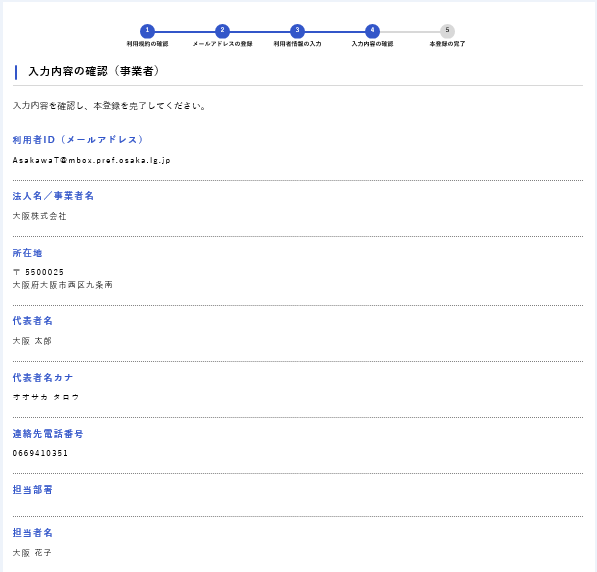 1
2
3
4
5
利用規約の確認
メールアドレスの登録
利用者情報の入力
入力内容の確認
本登録の完了
入力内容の確認（事業者）
入力内容を確認し、本登録を完了してください。
利用者ID（メールアドレス）
AsakawaT@mbox.pref.osaka.lg.jp
法人名／事業者名
大阪株式会社
所在地
〒 5500025
大阪府大阪市西区九条南
代表者名
大阪 太郎
代表者名カナ
オオサカ タロウ
連絡先電話番号
0669410351
担当部署
担当者名
大阪 花子